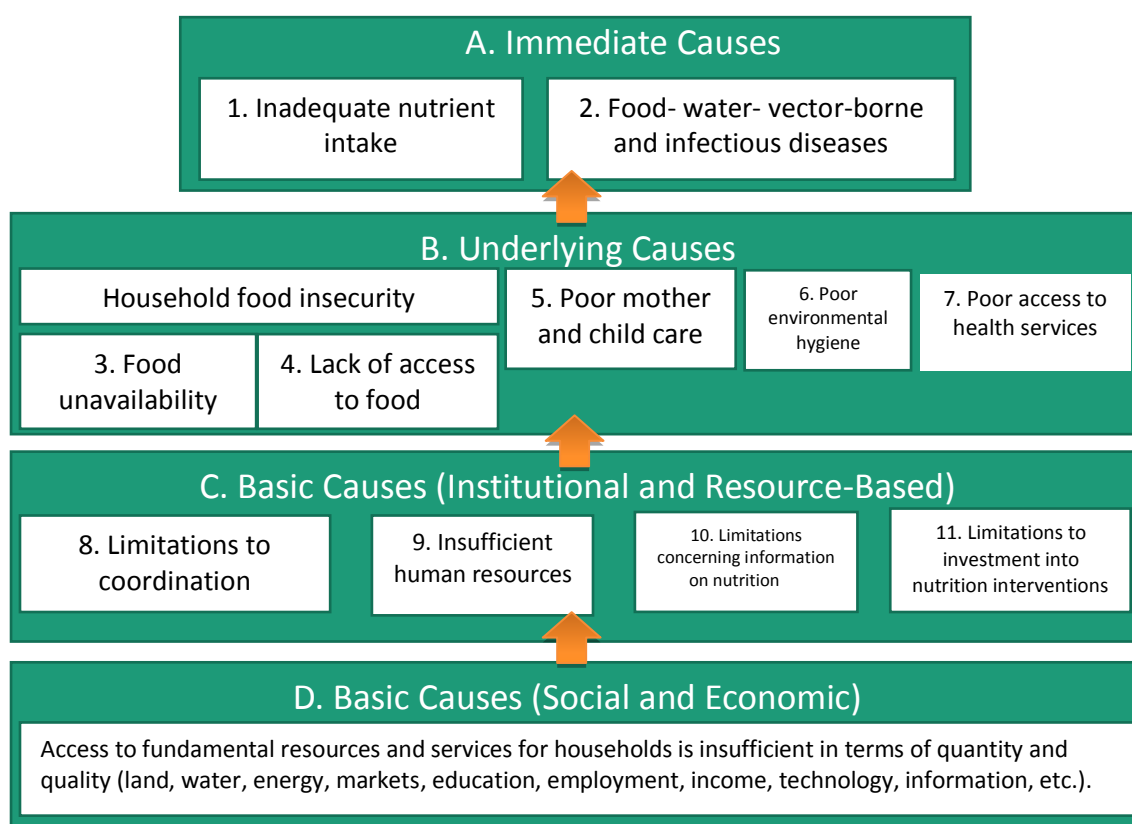 A. Immediate Causes
1. Inadequate nutrient
intake
2. Food- water- vector-borne
and infectious diseases
B. Underlying Causes
Household food insecurity
3. Food
unavailability
4. Lack of access
to food
5. Poor mother
and child care
6. Poor
environmental
hygiene
7. Poor access to
health services
C. Basic Causes (Institutional and Resource-Based)
8. Limitations to
coordination
9. Insufficient
human resources
10. Limitations
concerning information
on nutrition
11. Limitations to
investment into
nutrition interventions
D. Basic Causes (Social and Economic)
Access to fundamental resources and services for households is insufficient in terms of quantity and
quality (land, water, energy, markets, education, employment, income, technology, information, etc.).